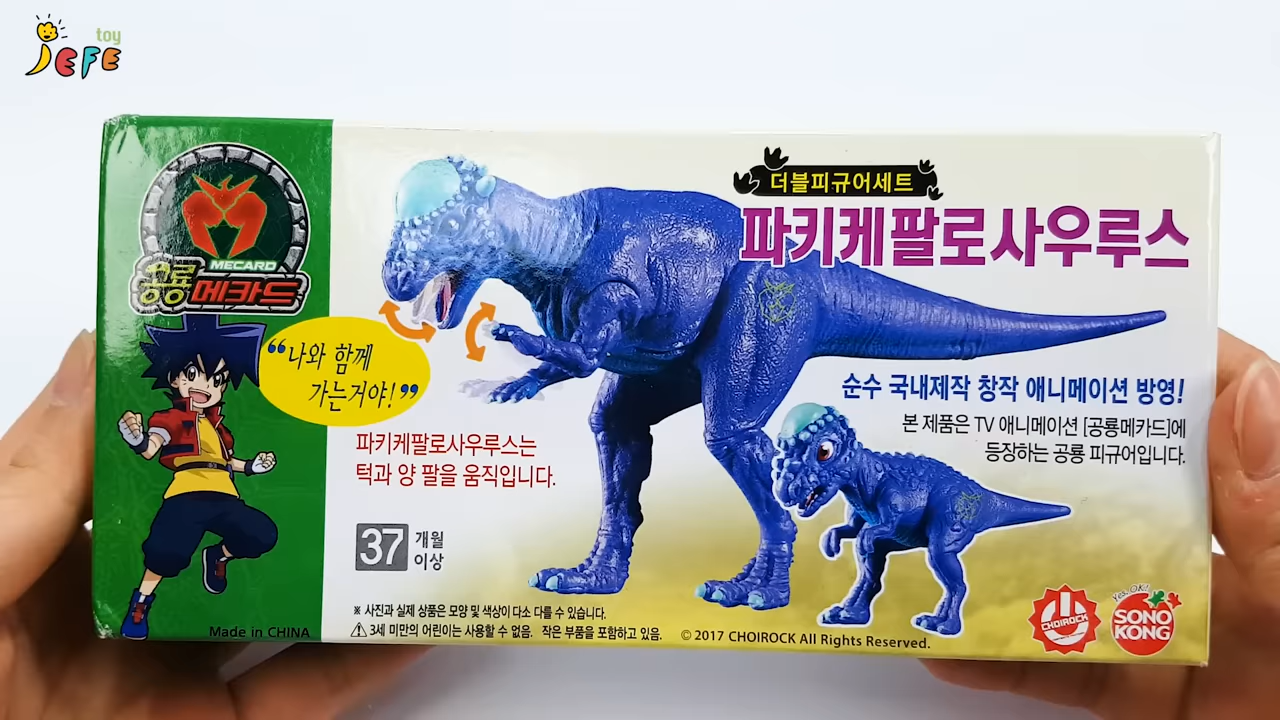 toy
JEFE
MECARD
공룡메카드
“나와 함께
가는거야!”
더블피규어세트
파키케팔로사우루스
순수 국내제작 창작 애니메이션 방영!
본 제품은 TV 애니메이션 [공룡메카드]에
등장하는 공룡 피규어입니다.
파키케팔로사우루스는
턱과 양 팔을 움직입니다.
37 개월
이상
※ 사진과 실제 상품은 모양 및 색상이 다소 다를 수 있습니다.
⚠ 3세 미만의 어린이는 사용할 수 없음. 작은 부품을 포함하고 있음.
© 2017 CHOIROCK All Rights Reserved.
Made in CHINA
CHOIROCK
Yes, OK!
SONO
KONG